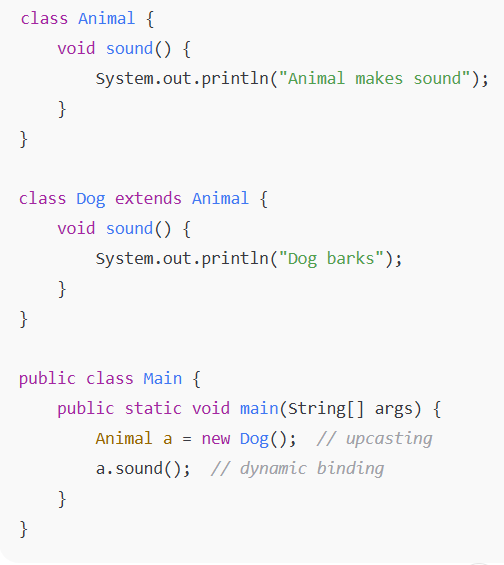 class Animal {
    void sound() {
        System.out.println("Animal makes sound");
    }
}

class Dog extends Animal {
    void sound() {
        System.out.println("Dog barks");
    }
}

public class Main {
    public static void main(String[] args) {
        Animal a = new Dog();  // upcasting
        a.sound();  // dynamic binding
    }
}